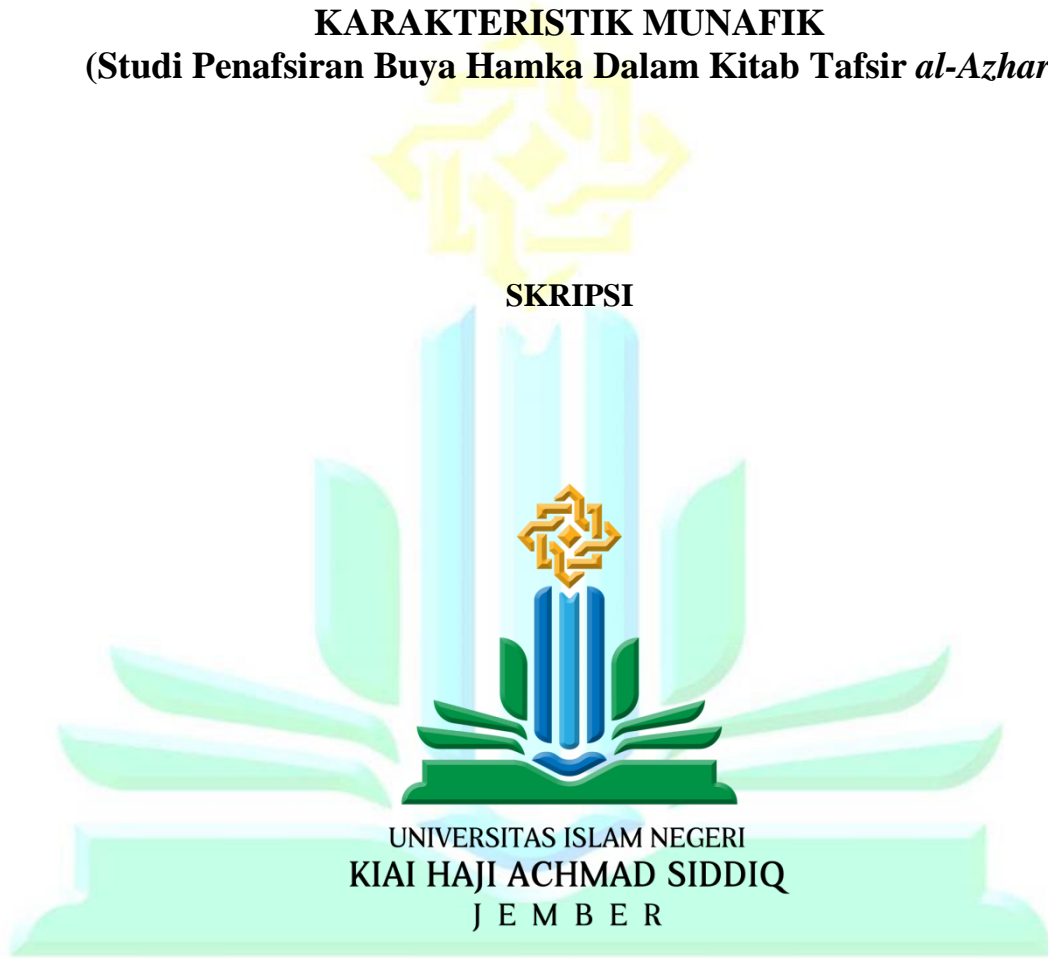 KARAKTERISTIK MUNAFIK
(Studi Penafsiran Buya Hamka Dalam Kitab Tafsir al-Azhar
SKRIPSI
UNIVERSITAS ISLAM NEGERI
KIAI HAJI ACHMAD SIDDIQ
JEMBER